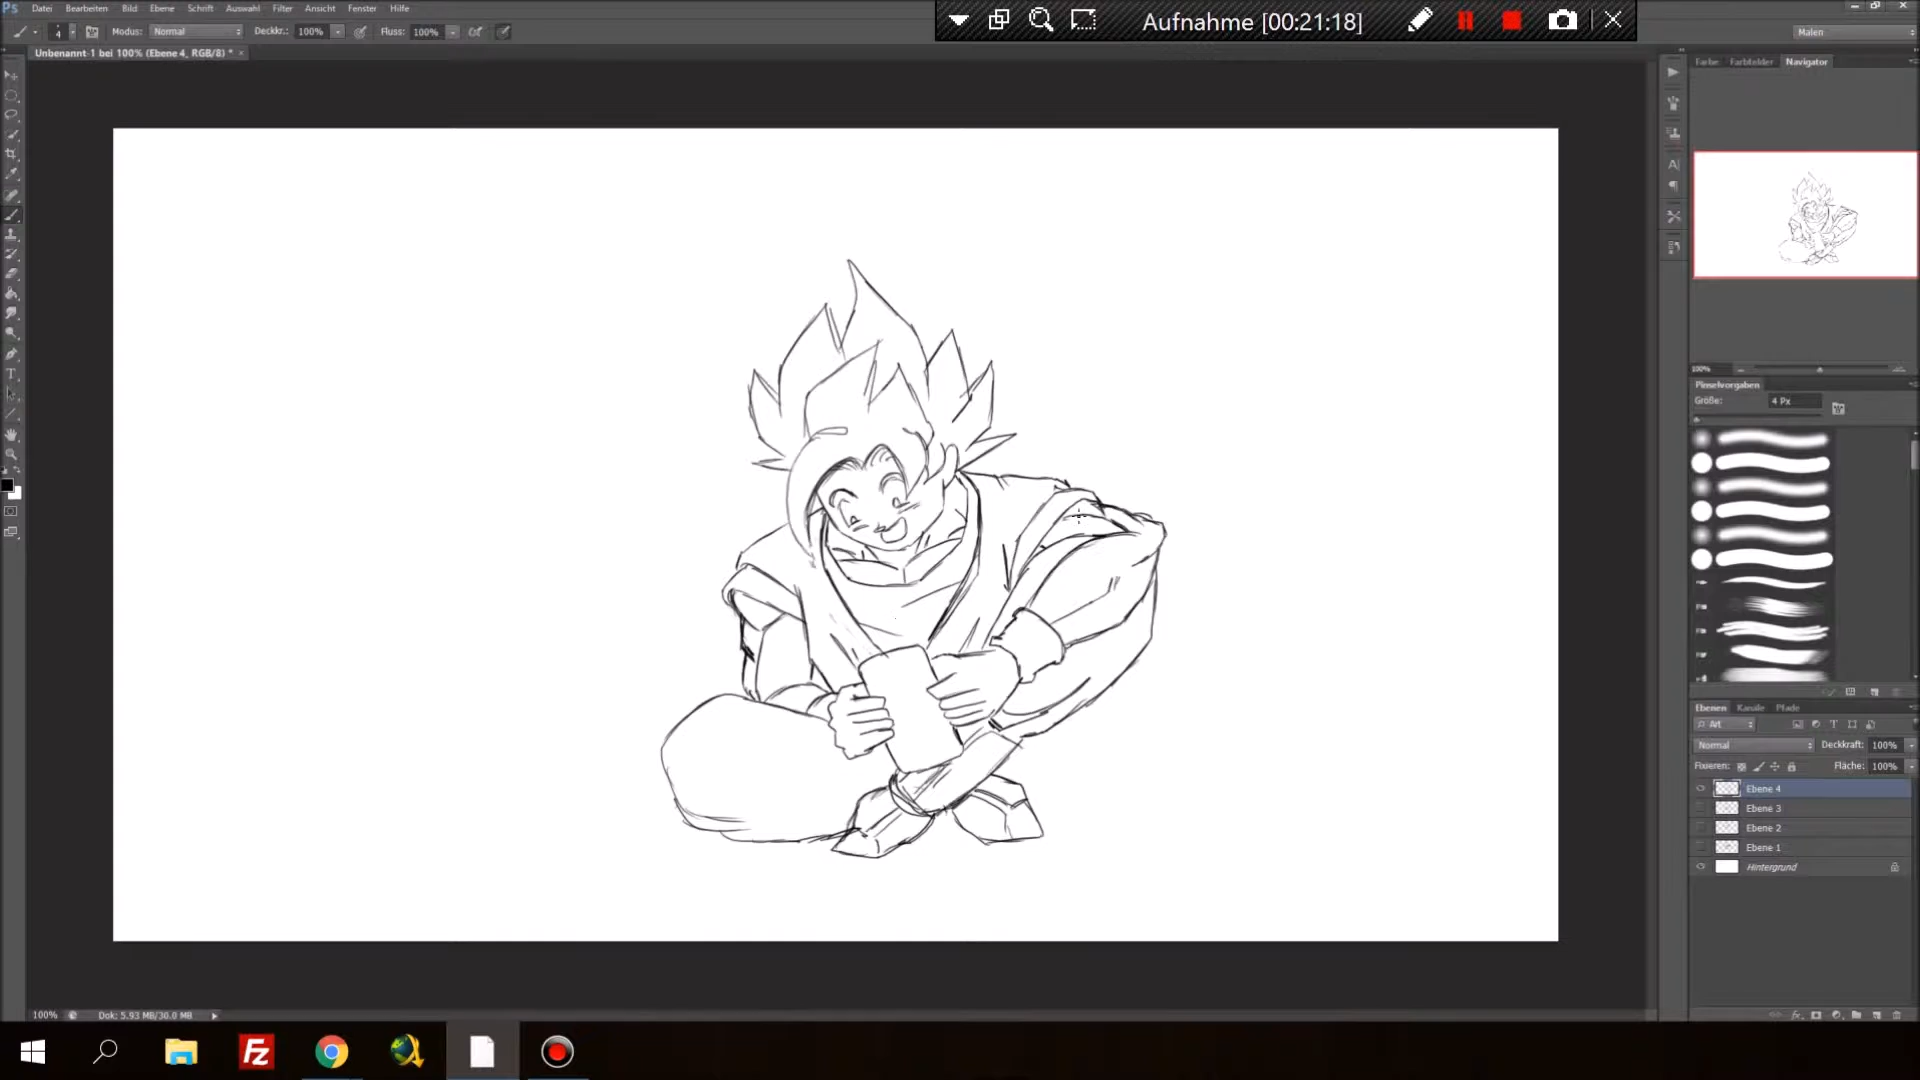 Ps Datei Bearbeiten Bild Ebene Schrift Auswahl Filter Ansicht Fenster Hilfe
Aufnahme [00:21:18]
4 Modus: Normal Deckkr.: 100% Fluss: 100%
Malen
Unbenannt-1 bei 100% (Ebene 4, RGB/8) * ×
Farbe Farbfelder Navigator
100%
Pinselvorgaben
Größe: 4 Px
Ebenen Kanäle Pfade
Art
Normal Deckkraft: 100%
Fixieren: Fläche: 100%
Ebene 4
Ebene 3
Ebene 2
Ebene 1
Hintergrund
100% Dok: 5.93 MB/30.0 MB
Fz